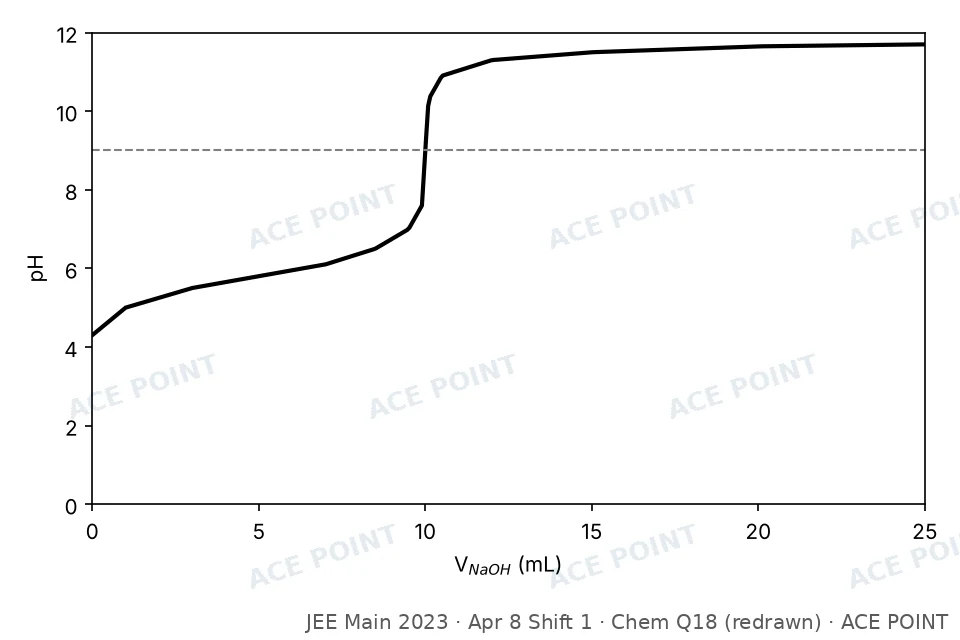 12
10
8
6
4
2
0
pH
0 5 10 15 20 25
V_NaOH (mL)
ACE POINT
ACE POINT
ACE POI
ACE POINT
ACE POINT
ACE POINT
ACE POINT
ACE POINT
ACE POI
JEE Main 2023 · Apr 8 Shift 1 · Chem Q18 (redrawn) · ACE POINT